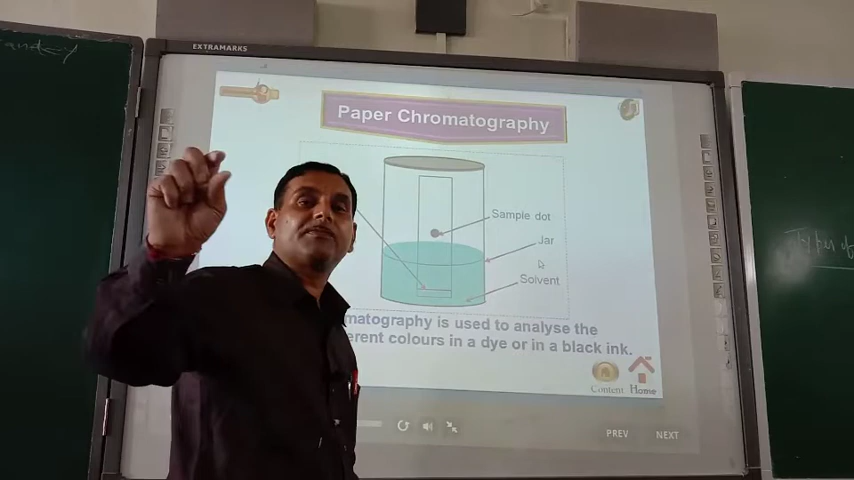 EXTRAMARKS
Paper Chromatography
Sample dot
Jar
Solvent
matography is used to analyse the
erent colours in a dye or in a black ink.
Content
Home
PREV
NEXT
Types